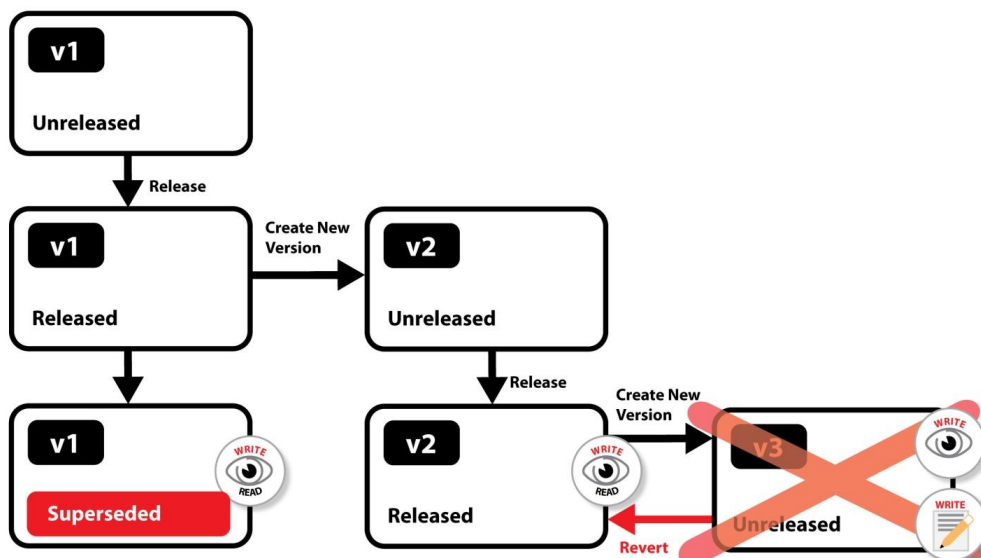 v1
Unreleased
Release
v1
Released
Create New
Version
v2
Unreleased
Release
v1
Superseded
WRITE
READ
v2
Released
WRITE
READ
Create New
Version
v3
Unreleased
WRITE
WRITE
Revert